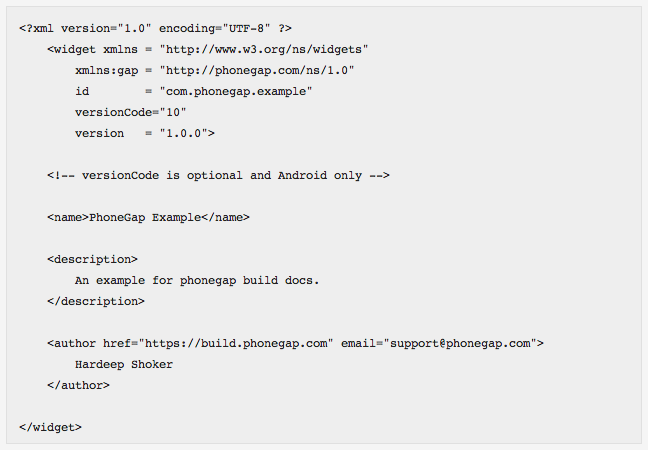 <?xml version="1.0" encoding="UTF-8" ?>
    <widget xmlns = "http://www.w3.org/ns/widgets"
        xmlns:gap = "http://phonegap.com/ns/1.0"
        id        = "com.phonegap.example"
        versionCode="10"
        version   = "1.0.0">

    <!-- versionCode is optional and Android only -->

    <name>PhoneGap Example</name>

    <description>
        An example for phonegap build docs.
    </description>

    <author href="https://build.phonegap.com" email="support@phonegap.com">
        Hardeep Shoker
    </author>

</widget>